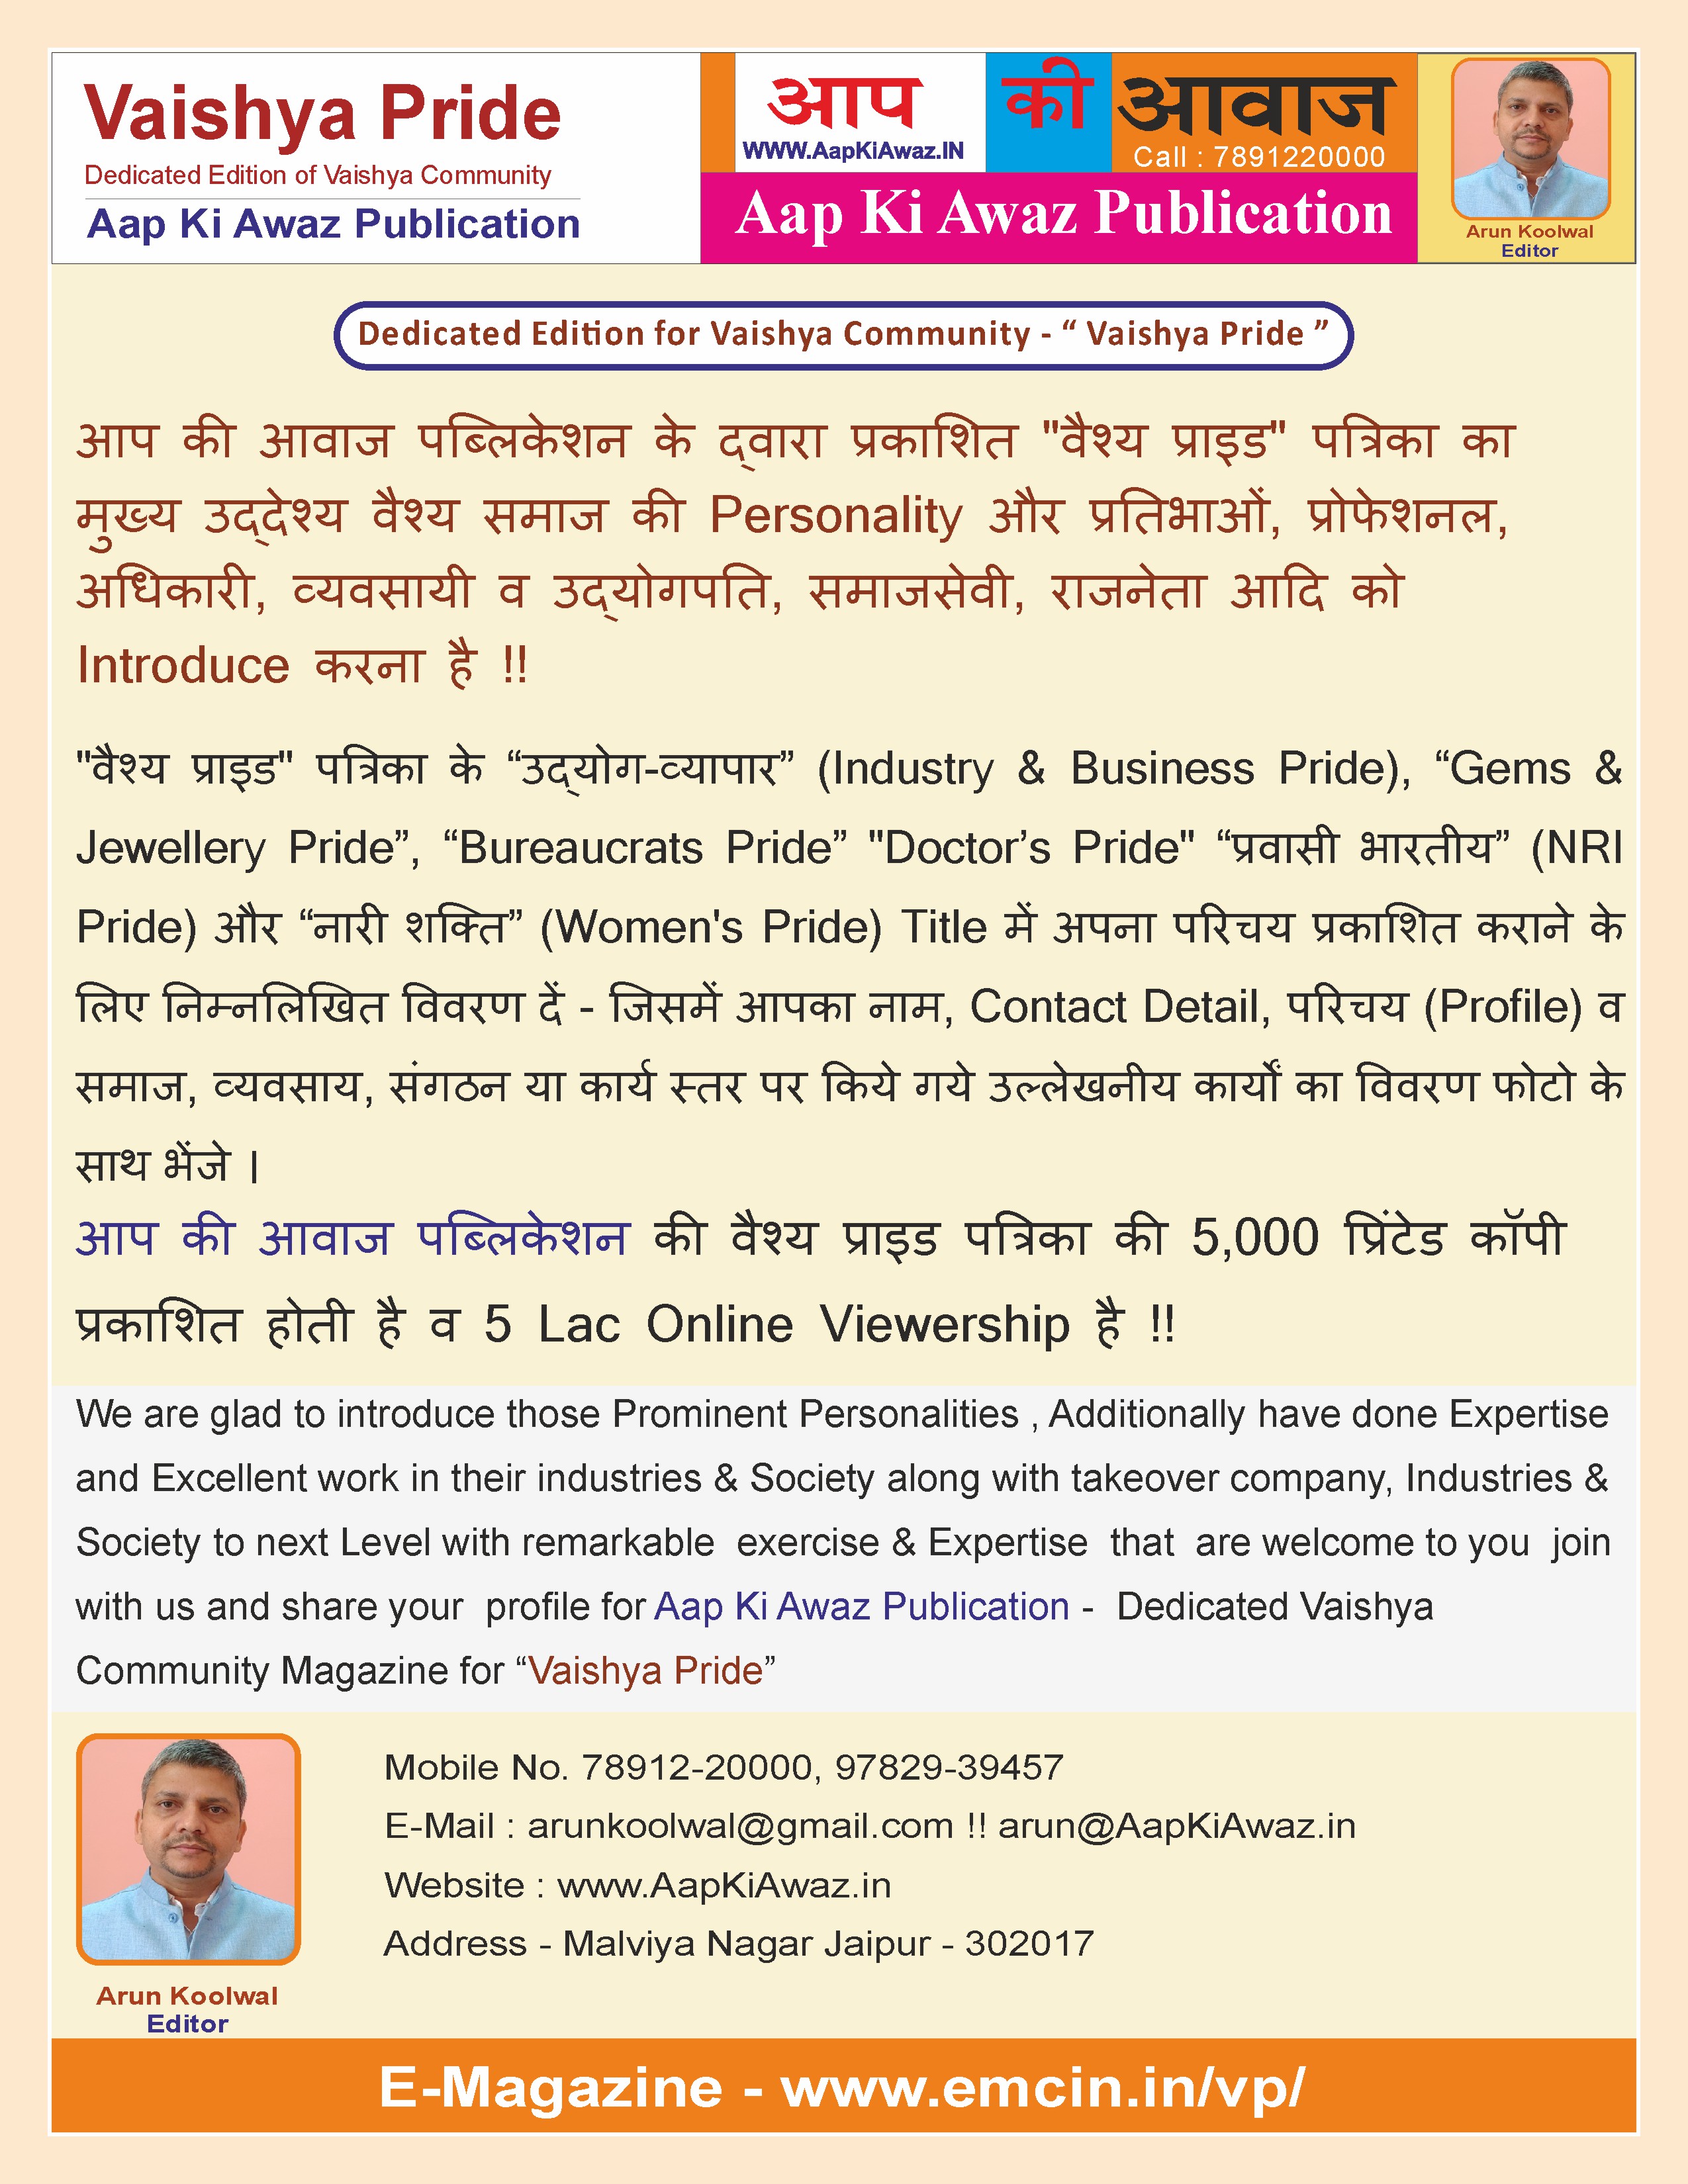 Vaishya Pride
Dedicated Edition of Vaishya Community
Aap Ki Awaz Publication
आप की आवाज
WWW.AapKiAwaz.IN
Call : 7891220000
Aap Ki Awaz Publication
Arun Koolwal
Editor
Dedicated Edition for Vaishya Community - “ Vaishya Pride ”
आप की आवाज पब्लिकेशन के द्वारा प्रकाशित "वैश्य प्राइड" पत्रिका का
मुख्य उद्देश्य वैश्य समाज की Personality और प्रतिभाओं, प्रोफेशनल,
अधिकारी, व्यवसायी व उद्योगपति, समाजसेवी, राजनेता आदि को
Introduce करना है !!
"वैश्य प्राइड" पत्रिका के “उद्योग-व्यापार” (Industry & Business Pride), “Gems &
Jewellery Pride”, “Bureaucrats Pride” "Doctor’s Pride" “प्रवासी भारतीय” (NRI
Pride) और “नारी शक्ति” (Women's Pride) Title में अपना परिचय प्रकाशित कराने के
लिए निम्नलिखित विवरण दें - जिसमें आपका नाम, Contact Detail, परिचय (Profile) व
समाज, व्यवसाय, संगठन या कार्य स्तर पर किये गये उल्लेखनीय कार्यों का विवरण फोटो के
साथ भेंजे ।
आप की आवाज पब्लिकेशन की वैश्य प्राइड पत्रिका की 5,000 प्रिंटेड कॉपी
प्रकाशित होती है व 5 Lac Online Viewership है !!
We are glad to introduce those Prominent Personalities , Additionally have done Expertise
and Excellent work in their industries & Society along with takeover company, Industries &
Society to next Level with remarkable exercise & Expertise that are welcome to you join
with us and share your profile for Aap Ki Awaz Publication - Dedicated Vaishya
Community Magazine for “Vaishya Pride”
Mobile No. 78912-20000, 97829-39457
E-Mail : arunkoolwal@gmail.com !! arun@AapKiAwaz.in
Website : www.AapKiAwaz.in
Address - Malviya Nagar Jaipur - 302017
Arun Koolwal
Editor
E-Magazine - www.emcin.in/vp/